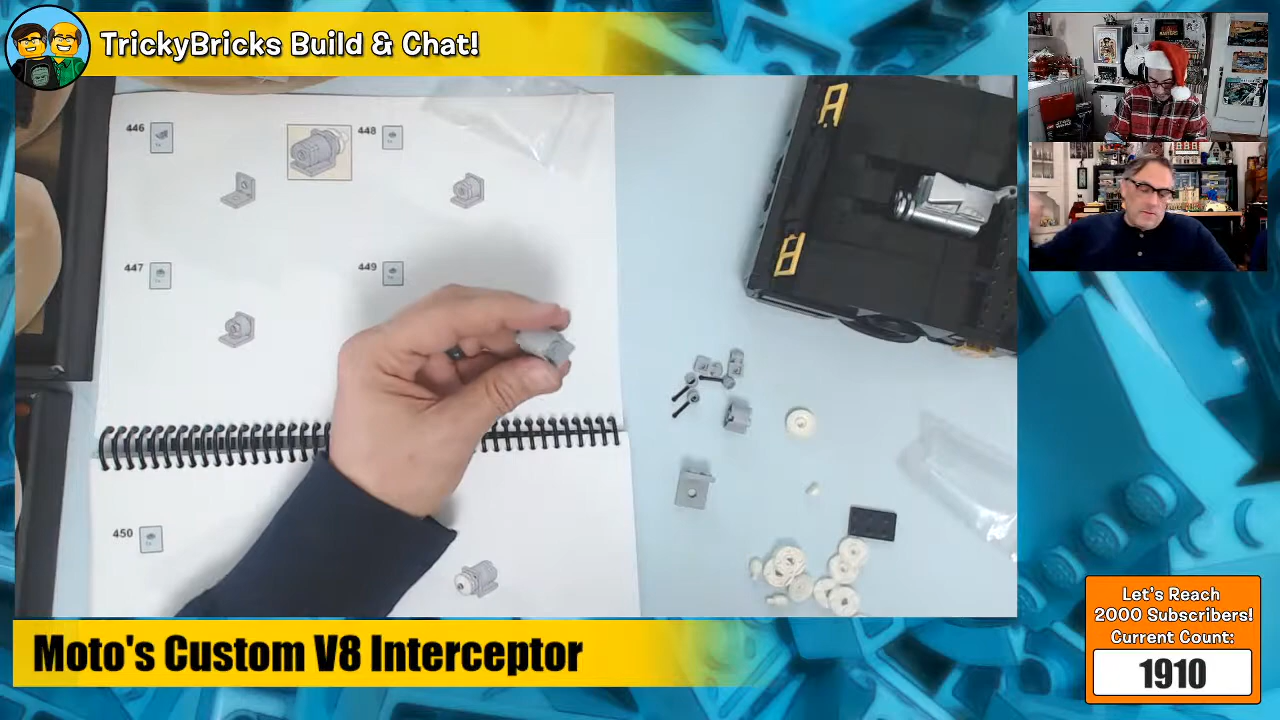 TrickyBricks Build & Chat!
446
448
447
449
450
Moto's Custom V8 Interceptor
Let's Reach
2000 Subscribers!
Current Count:
1910